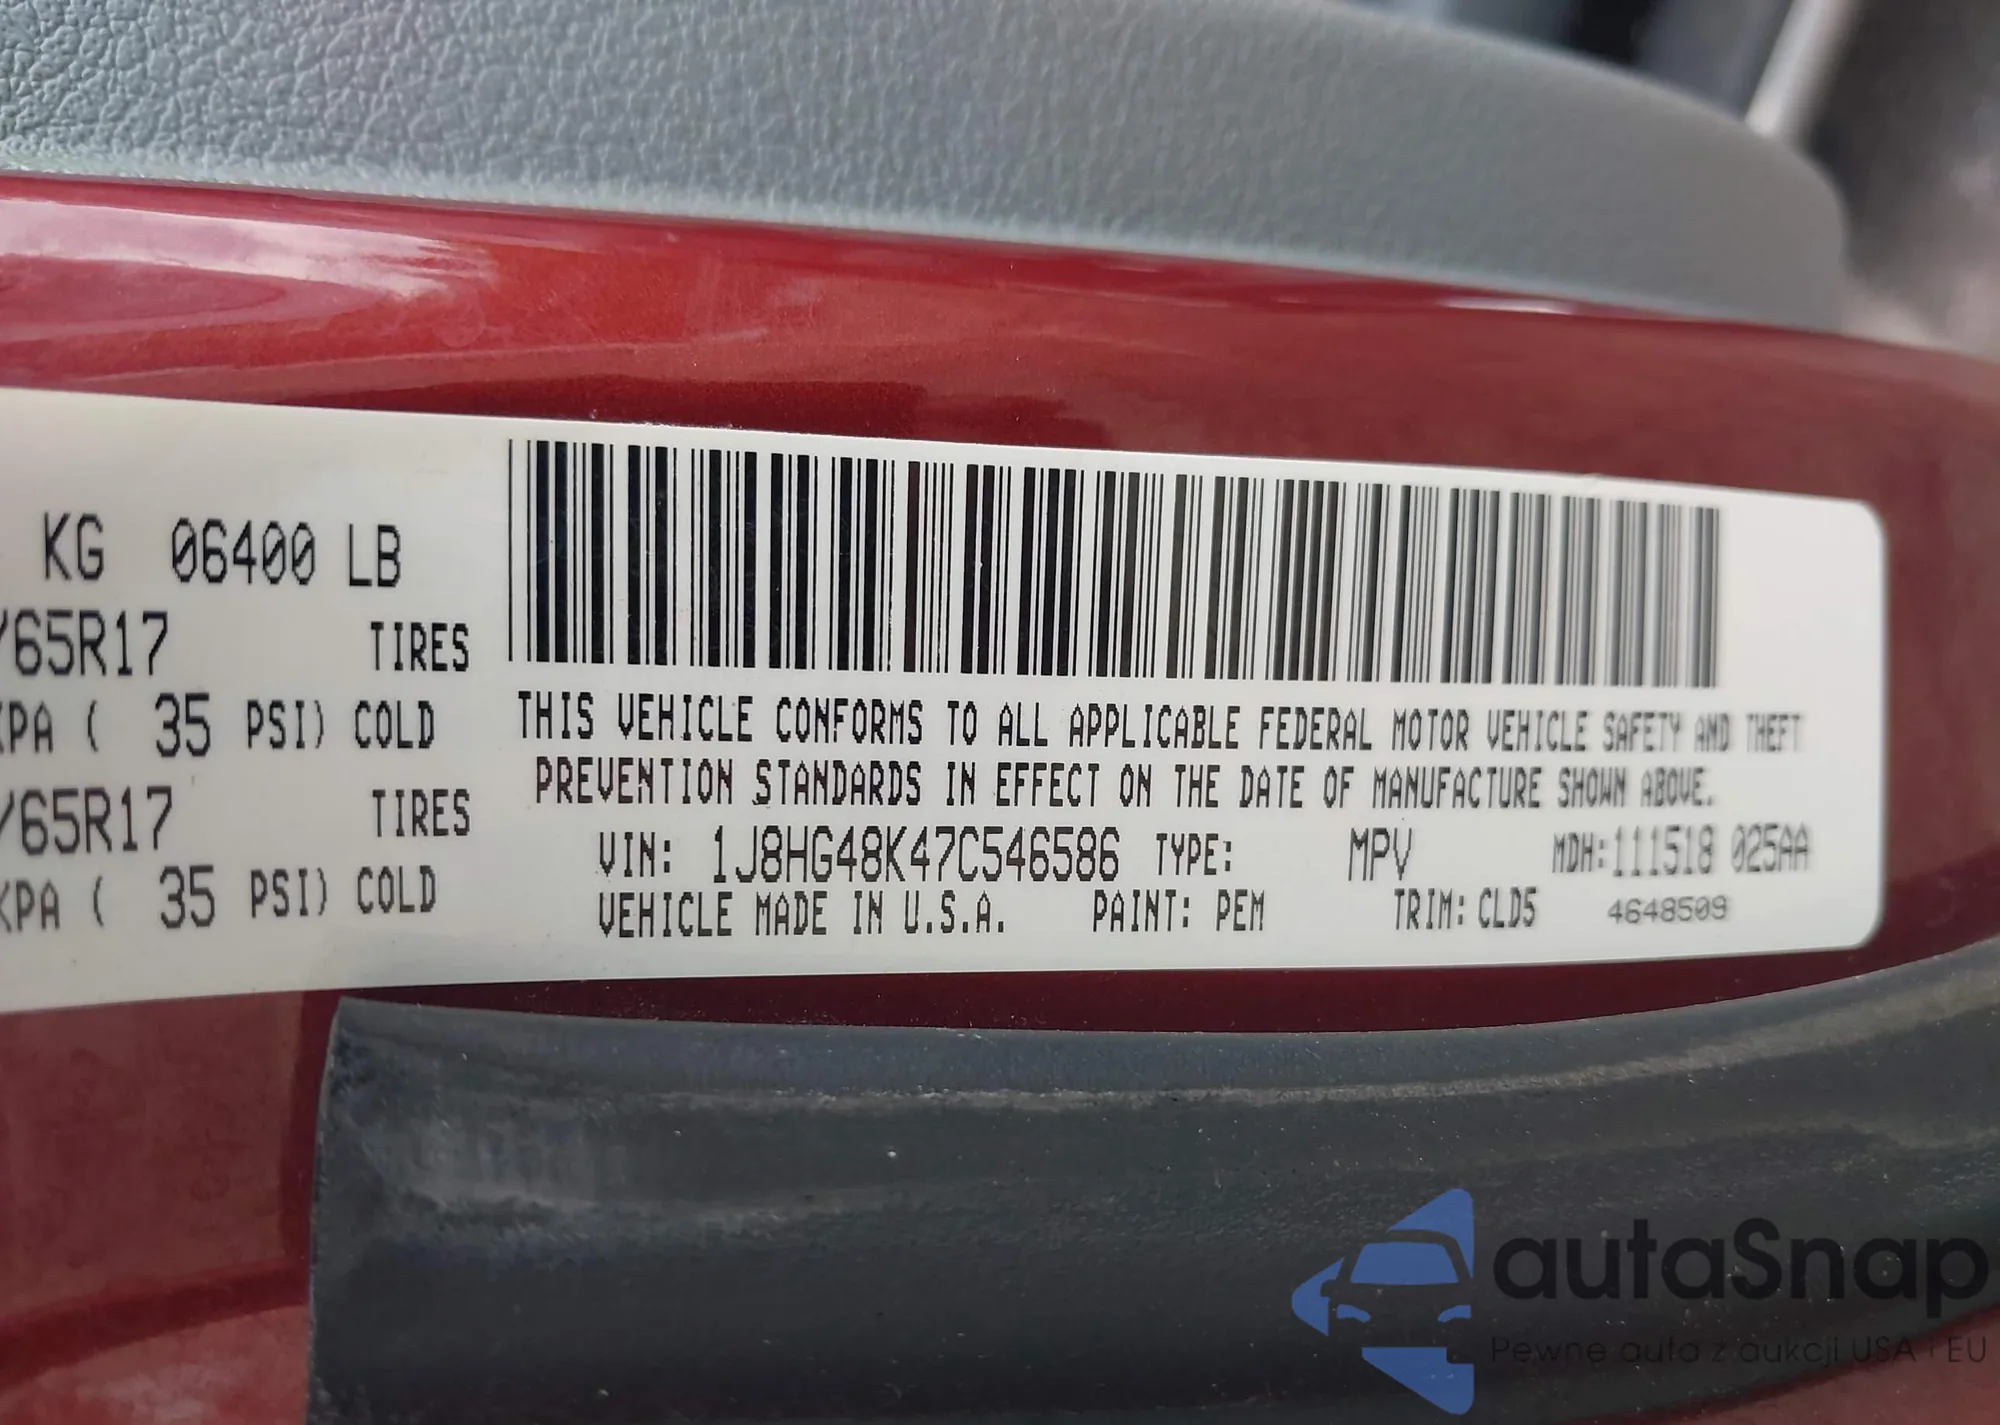 KG 06400 LB
/65R17 TIRES
KPA ( 35 PSI) COLD
/65R17 TIRES
KPA ( 35 PSI) COLD
THIS VEHICLE CONFORMS TO ALL APPLICABLE FEDERAL MOTOR VEHICLE SAFETY AND THEFT
PREVENTION STANDARDS IN EFFECT ON THE DATE OF MANUFACTURE SHOWN ABOVE.
VIN: 1J8HG48K47C546586 TYPE: MPV MDH:111518 025AA
VEHICLE MADE IN U.S.A. PAINT: PEM TRIM: CLD5 4648509
autaSnap
Pewne auta z aukcji USA i EU